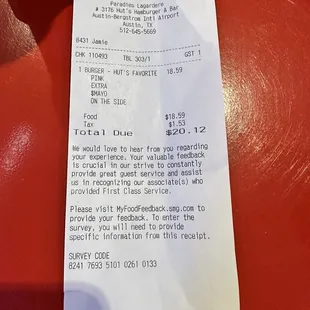 Paradies Lagardere
# 3176 Hut's Hamburger & Bar
Austin-Bergstrom Intl Airport
Austin, TX
512-645-5669
8431 Jamie
CHK 110493 TBL 303/1 GST 1
1 BURGER - HUT'S FAVORITE 18.59
PINK
EXTRA
$MAYO
ON THE SIDE
Food $18.59
Tax $1.53
Total Due $20.12
We would love to hear from you regarding
your experience. Your valuable feedback
is crucial in our strive to constantly
provide great guest service and assist
us in recognizing our associate(s) who
provided First Class Service.
Please visit MyFoodFeedback.smg.com to
provide your feedback. To enter the
survey, you will need to provide
specific information from this receipt.
SURVEY CODE
8241 7693 5101 0261 0133